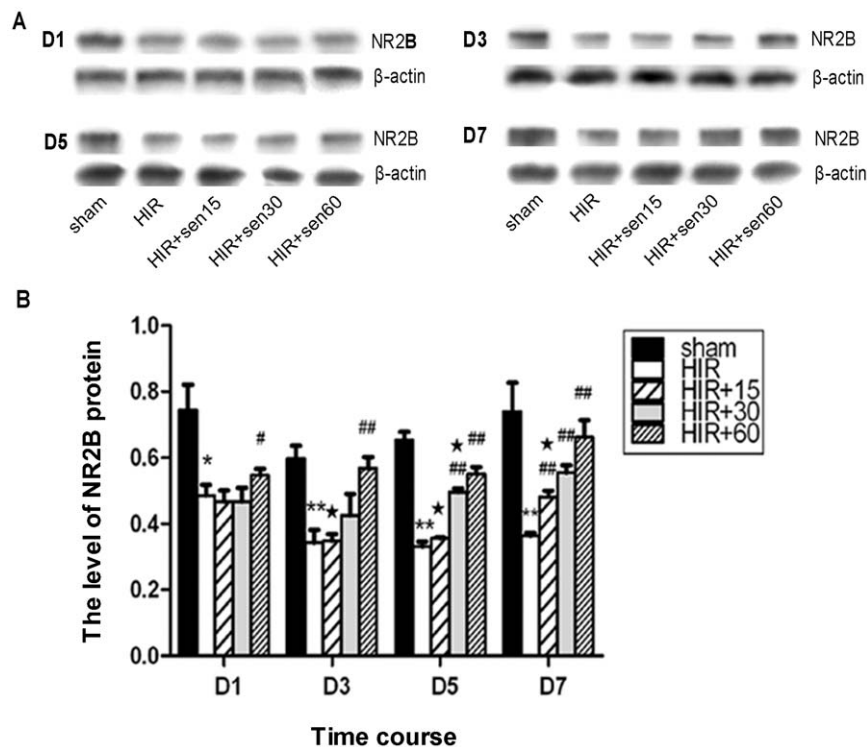 A
D1
NR2B
β-actin
D3
NR2B
β-actin
D5
NR2B
β-actin
D7
NR2B
β-actin
sham
HIR
HIR+sen15
HIR+sen30
HIR+sen60
sham
HIR
HIR+sen15
HIR+sen30
HIR+sen60
B
The level of NR2B protein
1.0
0.8
0.6
0.4
0.2
0.0
*
#
**
★
##
**
★
★
##
##
**
★
##
##
##
D1
D3
D5
D7
Time course
sham
HIR
HIR+15
HIR+30
HIR+60